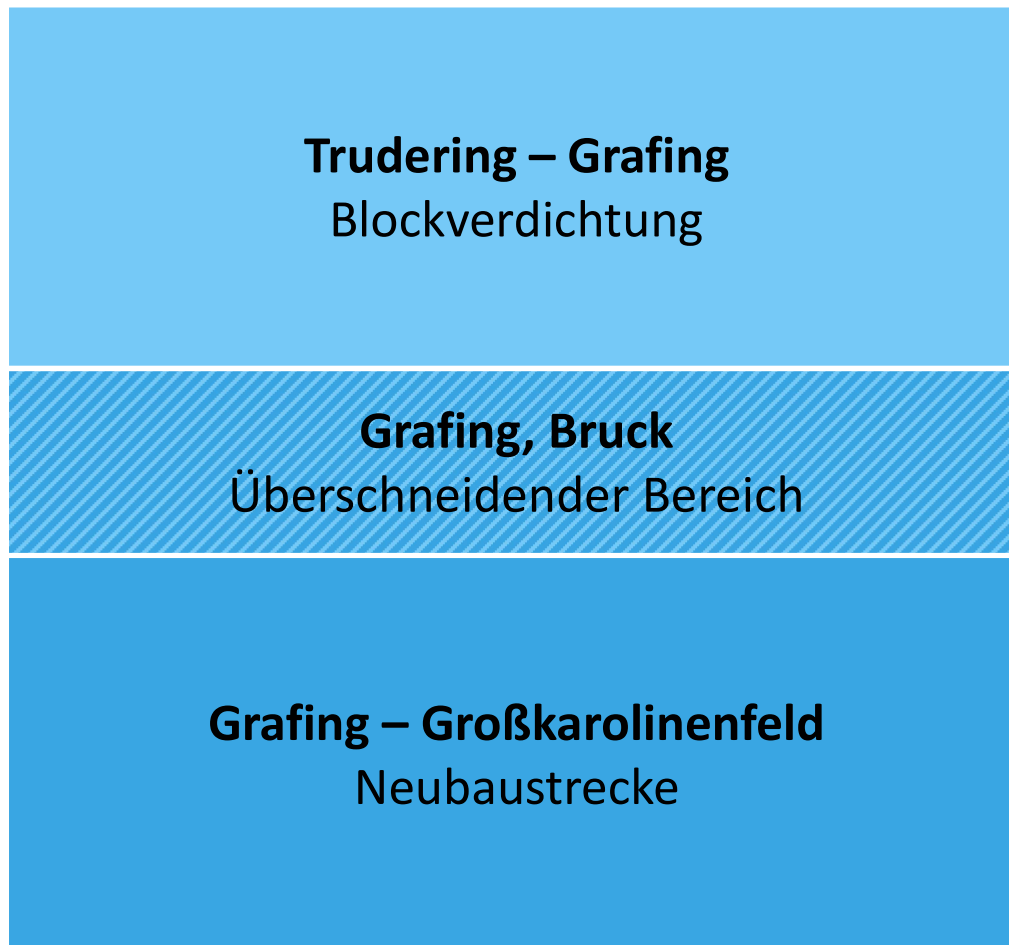 Trudering – Grafing
Blockverdichtung
Grafing, Bruck
Überschneidender Bereich
Grafing – Großkarolinenfeld
Neubaustrecke